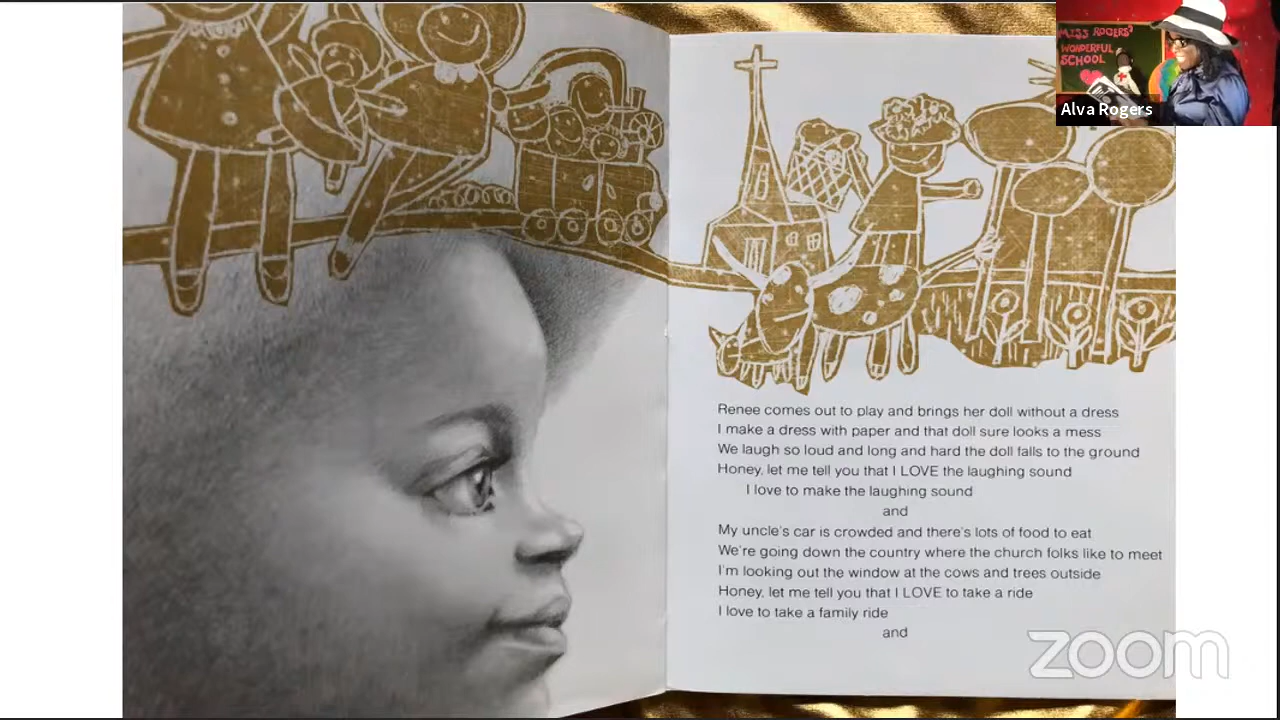 MISS ROGERS'
WONDERFUL
SCHOOL
Alva Rogers
Renee comes out to play and brings her doll without a dress
I make a dress with paper and that doll sure looks a mess
We laugh so loud and long and hard the doll falls to the ground
Honey, let me tell you that I LOVE the laughing sound
I love to make the laughing sound
and
My uncle's car is crowded and there's lots of food to eat
We're going down the country where the church folks like to meet
I'm looking out the window at the cows and trees outside
Honey, let me tell you that I LOVE to take a ride
I love to take a family ride
and
zoom